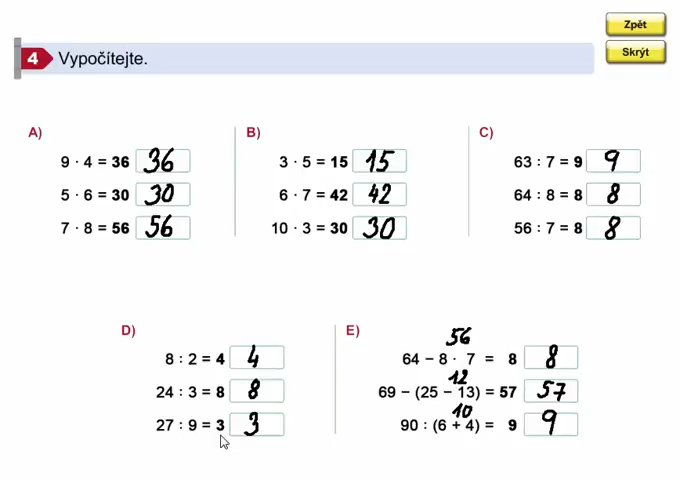 Zpět
4 Vypočítejte.
Skrýt
A)
9 · 4 = 36 36
5 · 6 = 30 30
7 · 8 = 56 56
B)
3 · 5 = 15 15
6 · 7 = 42 42
10 · 3 = 30 30
C)
63 : 7 = 9 9
64 : 8 = 8 8
56 : 7 = 8 8
D)
8 : 2 = 4 4
24 : 3 = 8 8
27 : 9 = 3 3
E)
56
64 − 8 · 7 = 8 8
12
69 − (25 − 13) = 57 57
10
90 : (6 + 4) = 9 9